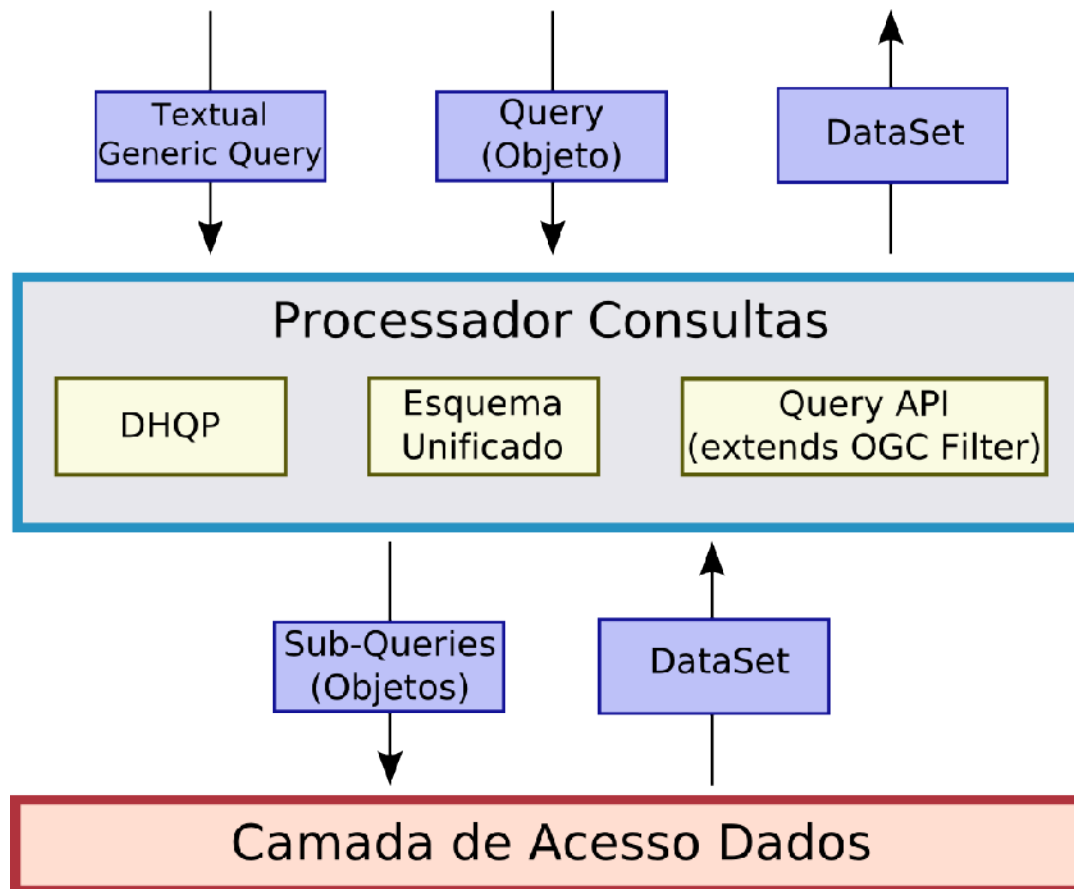 Textual
Generic Query
Query
(Objeto)
DataSet
Processador Consultas
DHQP
Esquema
Unificado
Query API
(extends OGC Filter)
Sub-Queries
(Objetos)
DataSet
Camada de Acesso Dados